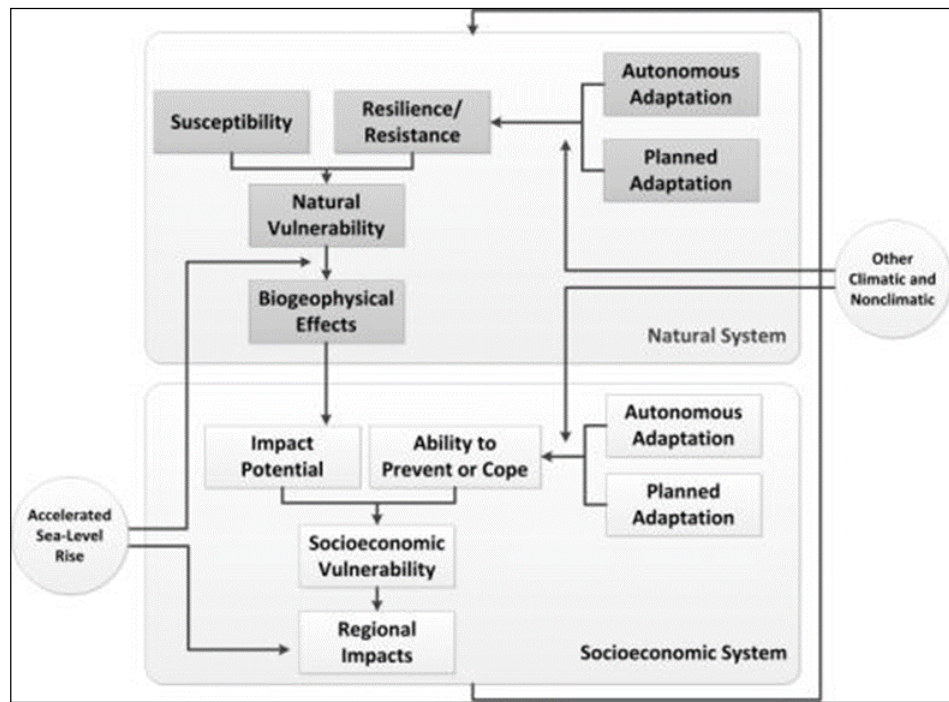 Autonomous
Adaptation
Susceptibility
Resilience/
Resistance
Planned
Adaptation
Natural
Vulnerability
Other
Climatic and
Nonclimatic
Biogeophysical
Effects
Natural System
Autonomous
Adaptation
Impact
Potential
Ability to
Prevent or Cope
Planned
Adaptation
Accelerated
Sea-Level
Rise
Socioeconomic
Vulnerability
Regional
Impacts
Socioeconomic System